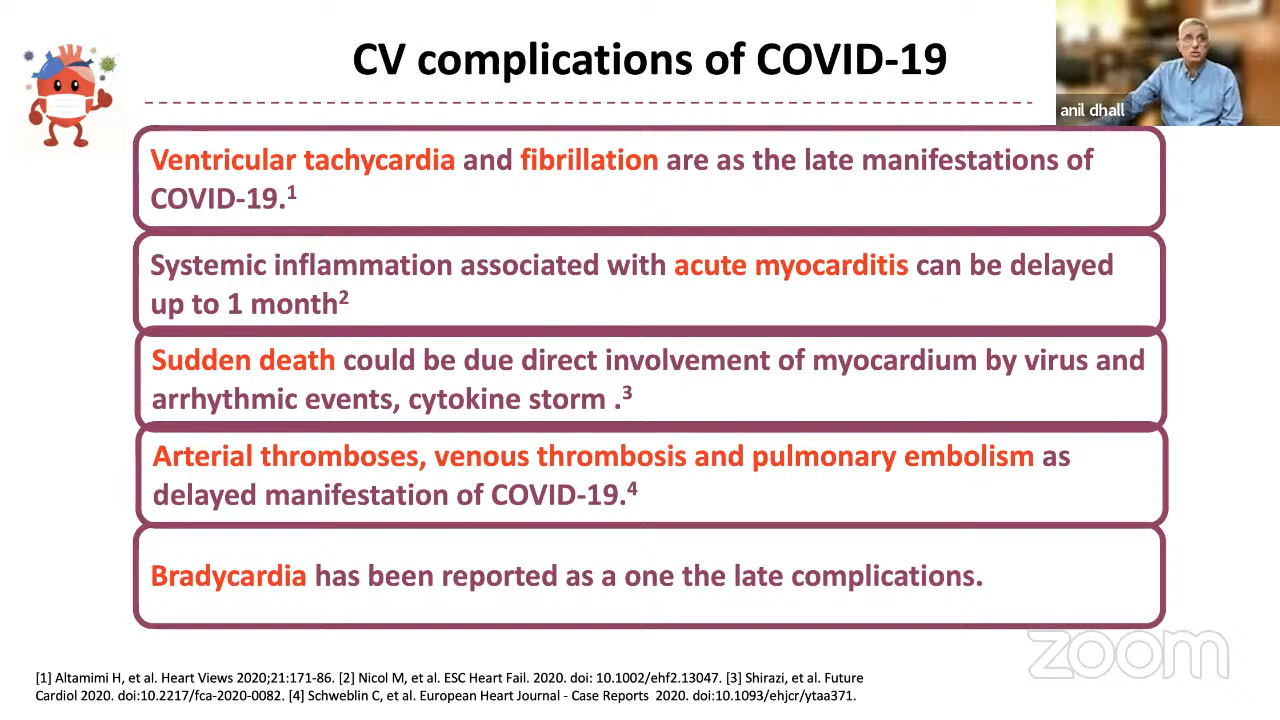 CV complications of COVID-19
anil dhall
Ventricular tachycardia and fibrillation are as the late manifestations of
COVID-19.1
Systemic inflammation associated with acute myocarditis can be delayed
up to 1 month2
Sudden death could be due direct involvement of myocardium by virus and
arrhythmic events, cytokine storm .3
Arterial thromboses, venous thrombosis and pulmonary embolism as
delayed manifestation of COVID-19.4
Bradycardia has been reported as a one the late complications.
zoom
[1] Altamimi H, et al. Heart Views 2020;21:171-86. [2] Nicol M, et al. ESC Heart Fail. 2020. doi: 10.1002/ehf2.13047. [3] Shirazi, et al. Future
Cardiol 2020. doi:10.2217/fca-2020-0082. [4] Schweblin C, et al. European Heart Journal - Case Reports 2020. doi:10.1093/ehjcr/ytaa371.